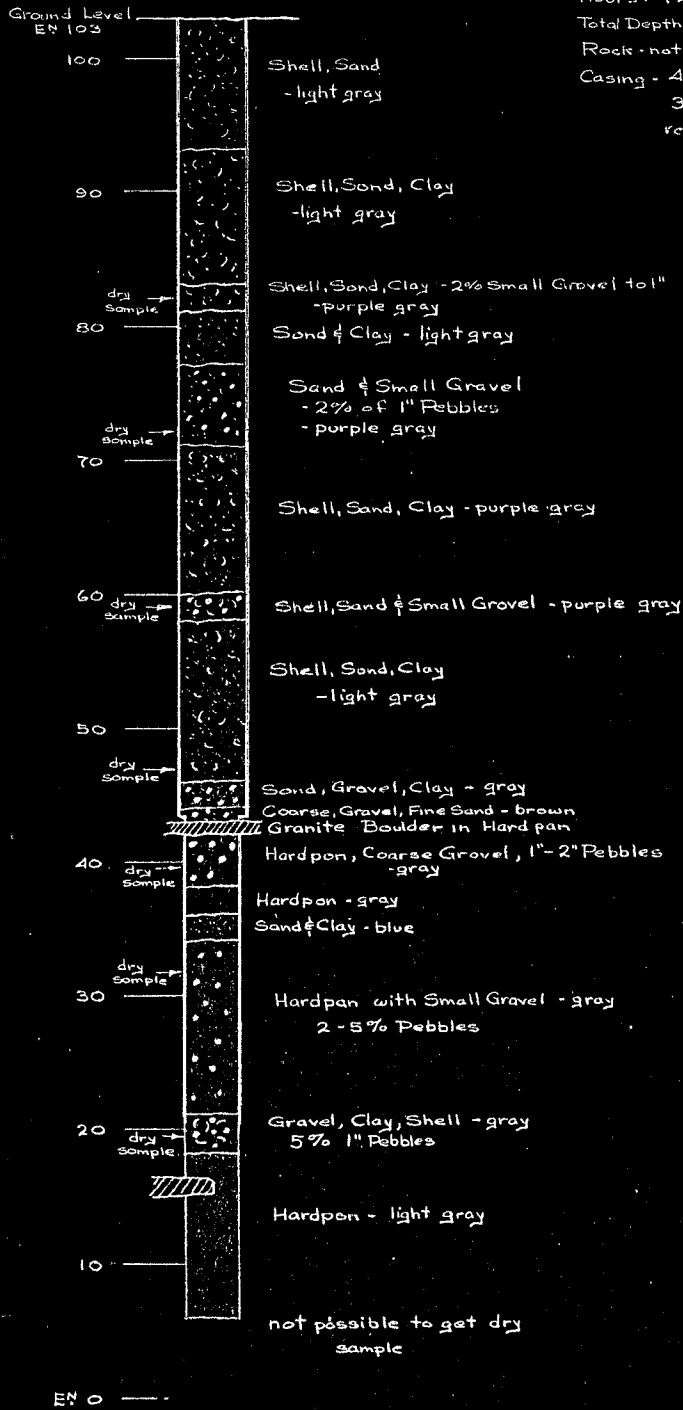 Ground Level
EN 103
Total Depth
Rock - not
Casing - 4
3
re
100
Shell, Sand
- light gray
90
Shell, Sand, Clay
-light gray
dry
sample
Shell, Sand, Clay - 2% Small Gravel to 1"
-purple gray
80
Sand & Clay - light gray
Sand & Small Gravel
- 2% of 1" Pebbles
- purple gray
dry
sample
70
Shell, Sand, Clay - purple gray
60
dry
sample
Shell, Sand & Small Gravel - purple gray
Shell, Sand, Clay
-light gray
50
dry
sample
Sand, Gravel, Clay - gray
Coarse, Gravel, Fine Sand - brown
Granite Boulder in Hardpan
40
Hardpan, Coarse Gravel, 1"-2" Pebbles
-gray
dry
sample
Hardpan - gray
Sand & Clay - blue
dry
sample
30
Hardpan with Small Gravel - gray
2 - 5% Pebbles
20
Gravel, Clay, Shell - gray
5% 1" Pebbles
dry
sample
Hardpan - light gray
10
not possible to get dry
sample
EN 0